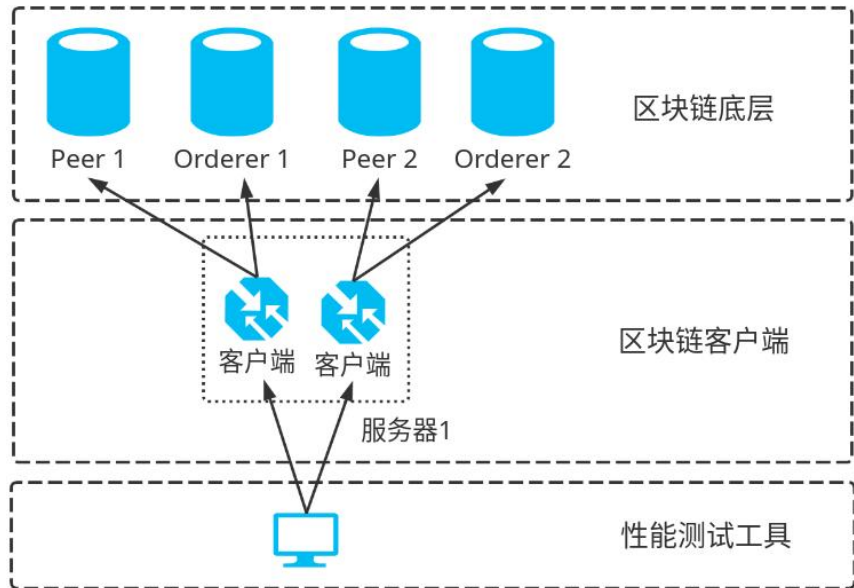 Peer 1
Orderer 1
Peer 2
Orderer 2
区块链底层
客户端
客户端
区块链客户端
服务器1
性能测试工具